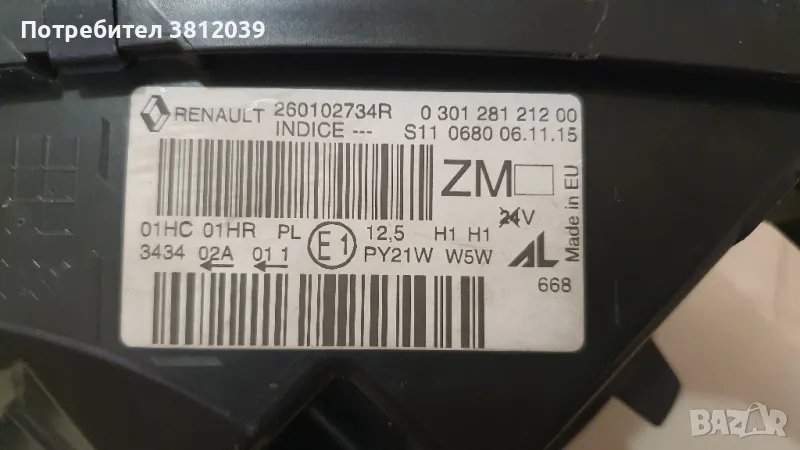 Потребител 3812039
RENAULT 260102734R 0 301 281 212 00
INDICE --- S11 0680 06.11.15
ZM
24V
Made in EU
01HC 01HR PL E1 12,5 H1 H1
3434 02A 01 1 PY21W W5W AL
668
BAZAR